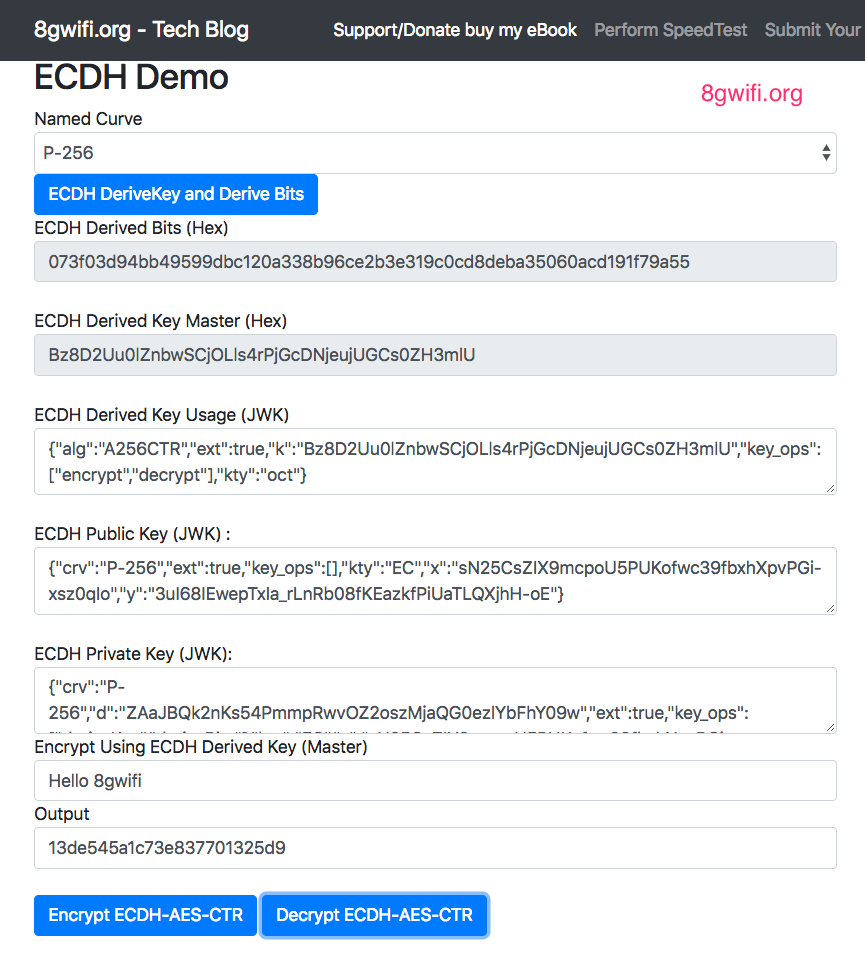 8gwifi.org - Tech Blog Support/Donate buy my eBook Perform SpeedTest Submit Your
ECDH Demo
8gwifi.org
Named Curve
P-256
ECDH DeriveKey and Derive Bits
ECDH Derived Bits (Hex)
073f03d94bb49599dbc120a338b96ce2b3e319c0cd8deba35060acd191f79a55
ECDH Derived Key Master (Hex)
Bz8D2Uu0lZnbwSCjOLls4rPjGcDNjeujUGCs0ZH3mlU
ECDH Derived Key Usage (JWK)
{"alg":"A256CTR","ext":true,"k":"Bz8D2Uu0lZnbwSCjOLls4rPjGcDNjeujUGCs0ZH3mlU","key_ops":
["encrypt","decrypt"],"kty":"oct"}
ECDH Public Key (JWK) :
{"crv":"P-256","ext":true,"key_ops":[],"kty":"EC","x":"sN25CsZIX9mcpoU5PUKofwc39fbxhXpvPGi-
xsz0qlo","y":"3ul68lEwepTxla_rLnRb08fKEazkfPiUaTLQXjhH-oE"}
ECDH Private Key (JWK):
{"crv":"P-
256","d":"ZAaJBQk2nKs54PmmpRwvOZ2oszMjaQG0ezlYbFhY09w","ext":true,"key_ops":
Encrypt Using ECDH Derived Key (Master)
Hello 8gwifi
Output
13de545a1c73e837701325d9
Encrypt ECDH-AES-CTR Decrypt ECDH-AES-CTR